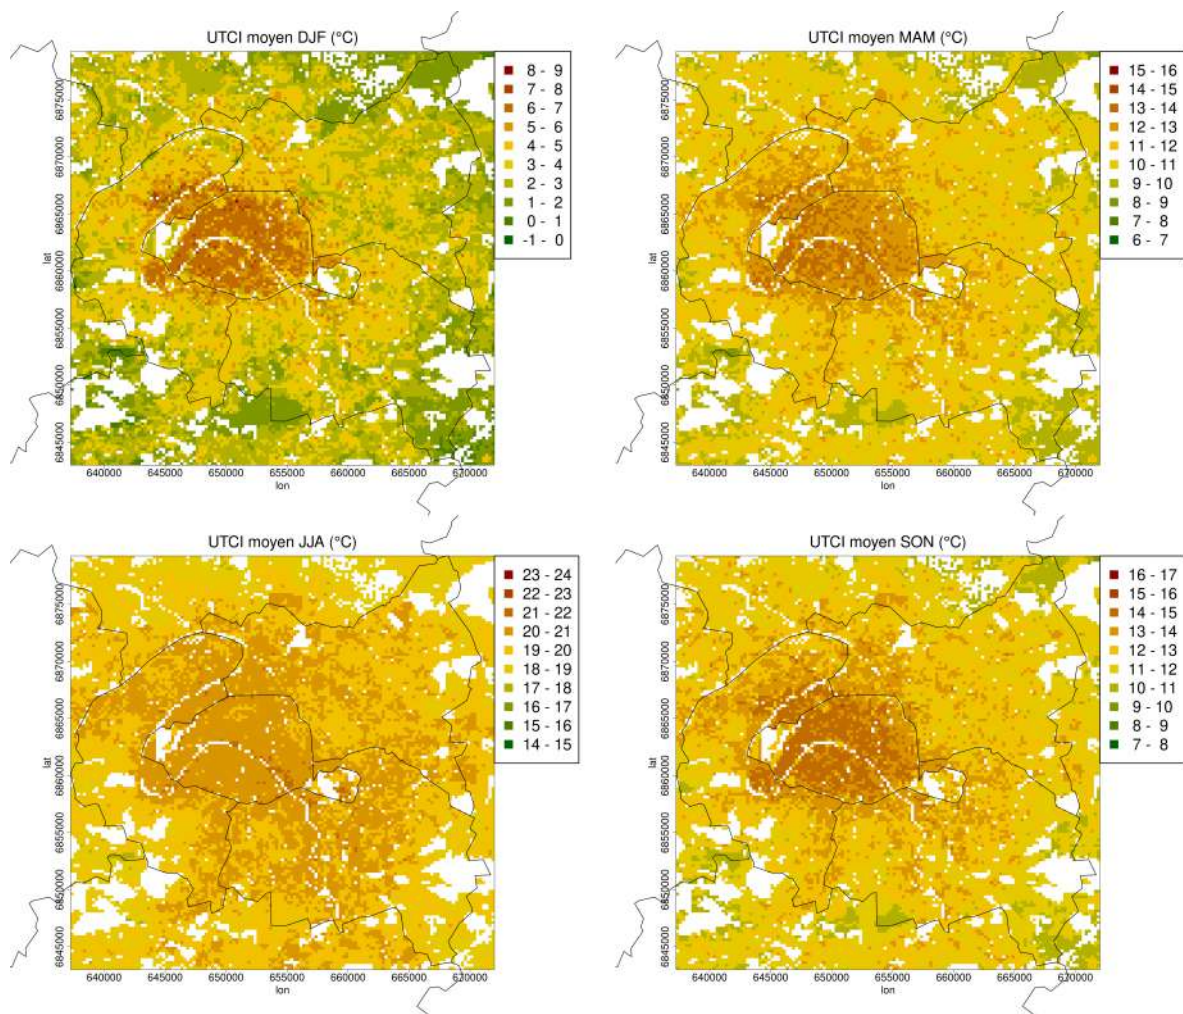 UTCI moyen DJF (°C)
8 - 9
7 - 8
6 - 7
5 - 6
4 - 5
3 - 4
2 - 3
1 - 2
0 - 1
-1 - 0
lat
6875000
6870000
6865000
6860000
6855000
6850000
6845000
640000 645000 650000 655000 660000 665000 670000
lon
UTCI moyen MAM (°C)
15 - 16
14 - 15
13 - 14
12 - 13
11 - 12
10 - 11
9 - 10
8 - 9
7 - 8
6 - 7
lat
6875000
6870000
6865000
6860000
6855000
6850000
6845000
640000 645000 650000 655000 660000 665000 670000
lon
UTCI moyen JJA (°C)
23 - 24
22 - 23
21 - 22
20 - 21
19 - 20
18 - 19
17 - 18
16 - 17
15 - 16
14 - 15
lat
6875000
6870000
6865000
6860000
6855000
6850000
6845000
640000 645000 650000 655000 660000 665000 670000
lon
UTCI moyen SON (°C)
16 - 17
15 - 16
14 - 15
13 - 14
12 - 13
11 - 12
10 - 11
9 - 10
8 - 9
7 - 8
lat
6875000
6870000
6865000
6860000
6855000
6850000
6845000
640000 645000 650000 655000 660000 665000 670000
lon